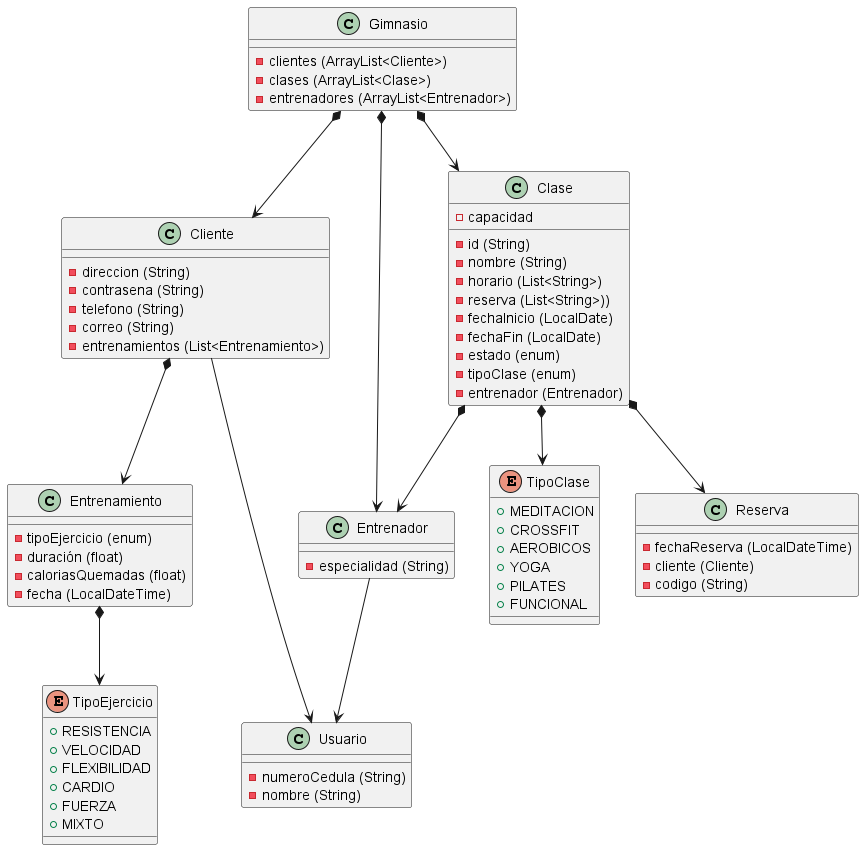 C Gimnasio
clientes (ArrayList<Cliente>)
clases (ArrayList<Clase>)
entrenadores (ArrayList<Entrenador>)
C Clase
capacidad
id (String)
nombre (String)
horario (List<String>)
reserva (List<String>))
fechaInicio (LocalDate)
fechaFin (LocalDate)
estado (enum)
tipoClase (enum)
entrenador (Entrenador)
C Cliente
direccion (String)
contrasena (String)
telefono (String)
correo (String)
entrenamientos (List<Entrenamiento>)
C Entrenamiento
tipoEjercicio (enum)
duración (float)
caloriasQuemadas (float)
fecha (LocalDateTime)
C Entrenador
especialidad (String)
E TipoClase
MEDITACION
CROSSFIT
AEROBICOS
YOGA
PILATES
FUNCIONAL
C Reserva
fechaReserva (LocalDateTime)
cliente (Cliente)
codigo (String)
E TipoEjercicio
RESISTENCIA
VELOCIDAD
FLEXIBILIDAD
CARDIO
FUERZA
MIXTO
C Usuario
numeroCedula (String)
nombre (String)